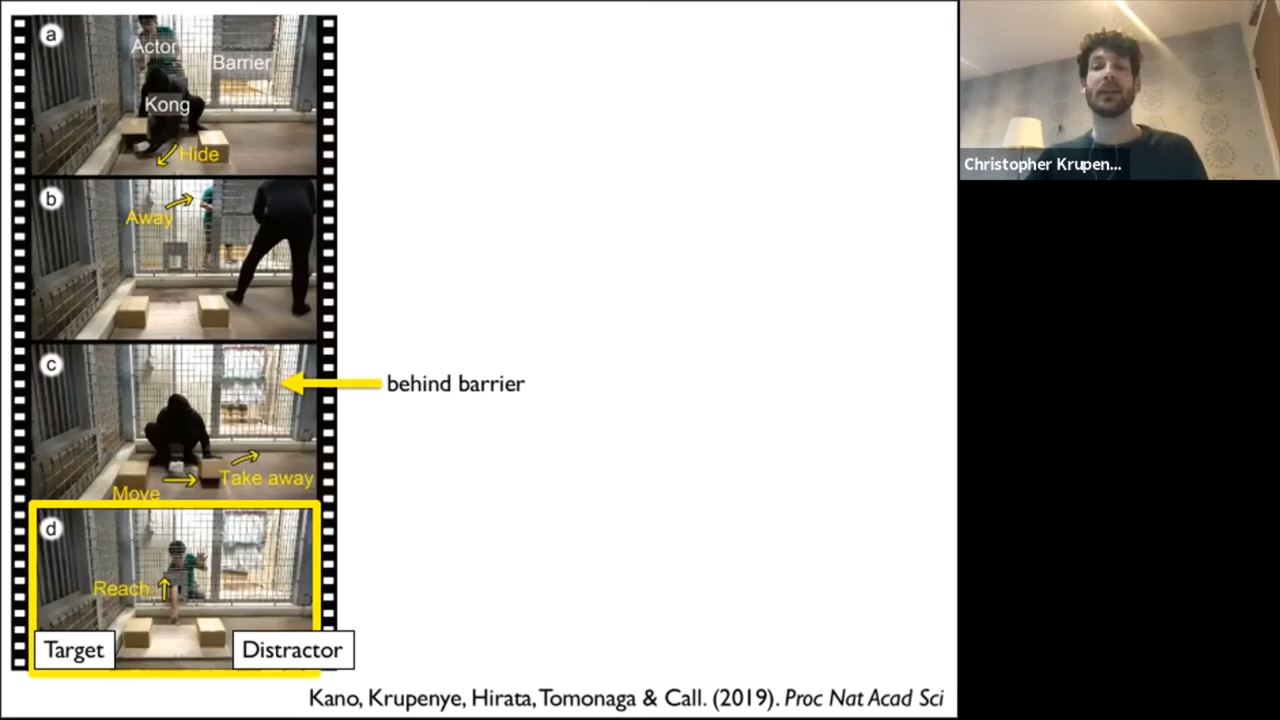 a
Actor
Barrier
Kong
Hide
b
Away
c
behind barrier
Take away
Move
d
Reach
Target
Distractor
Kano, Krupenye, Hirata, Tomonaga & Call. (2019). Proc Nat Acad Sci
Christopher Krupen...